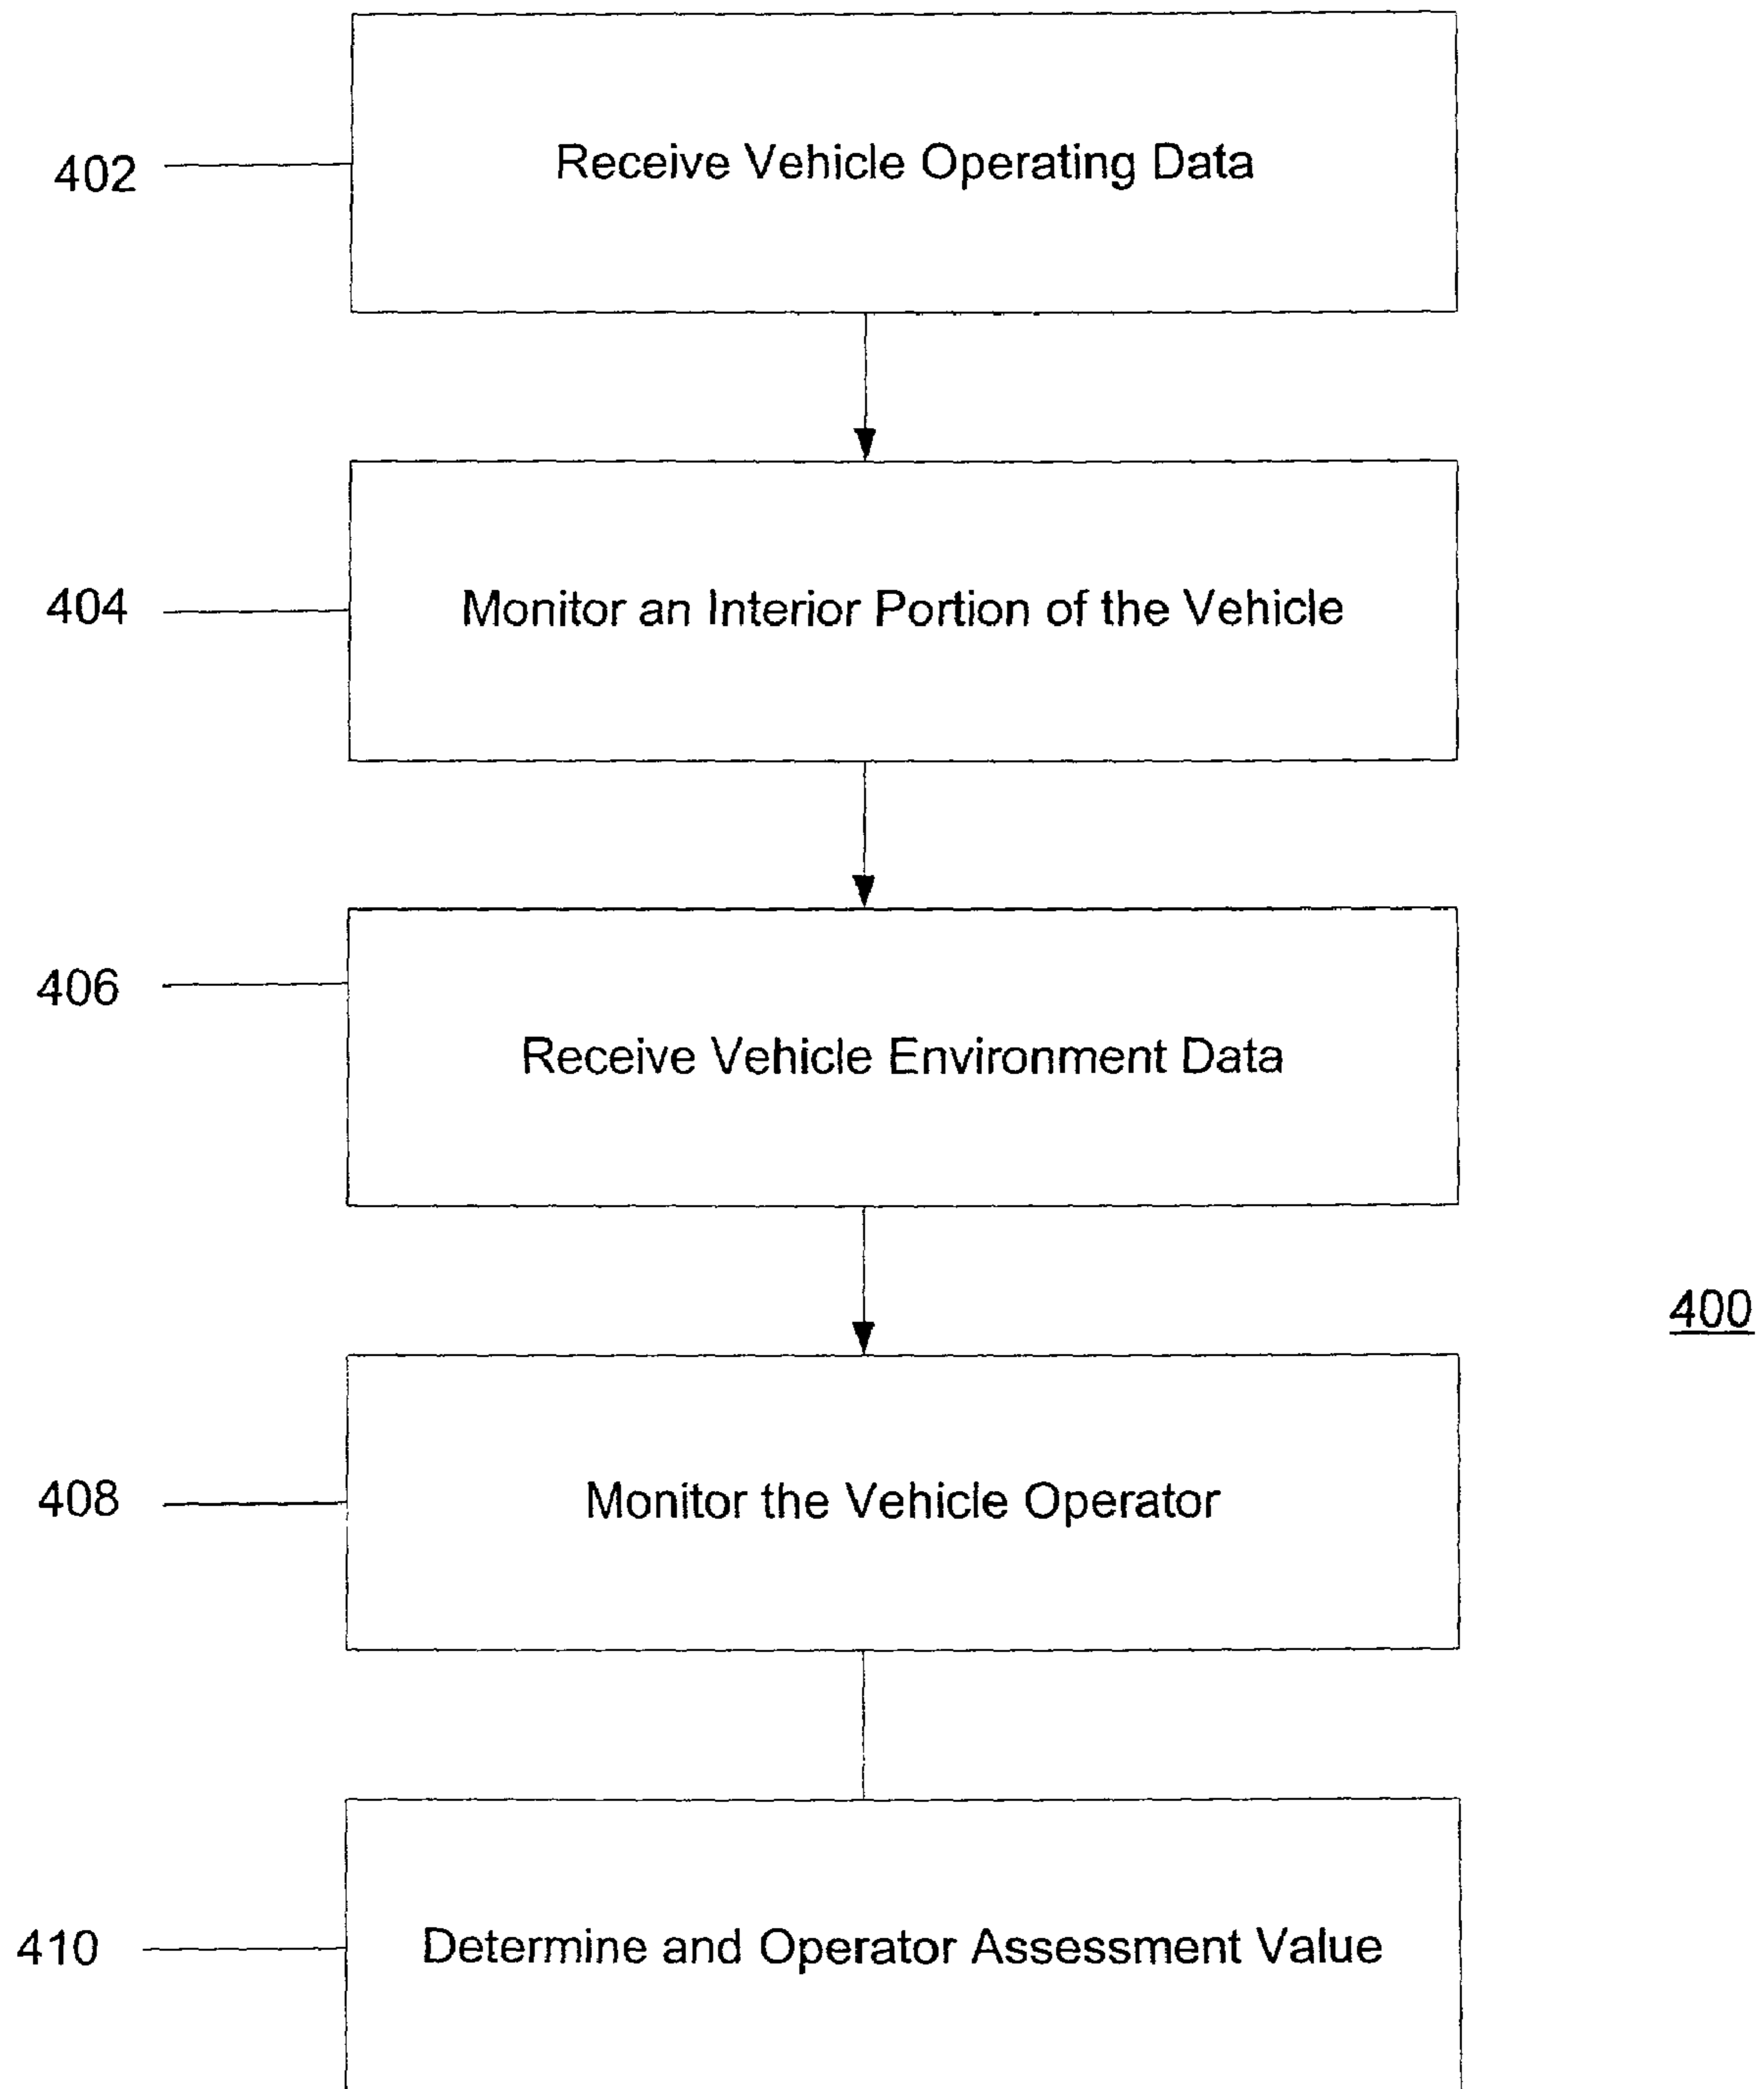 402
Receive Vehicle Operating Data
404
Monitor an Interior Portion of the Vehicle
406
Receive Vehicle Environment Data
400
408
Monitor the Vehicle Operator
410
Determine and Operator Assessment Value